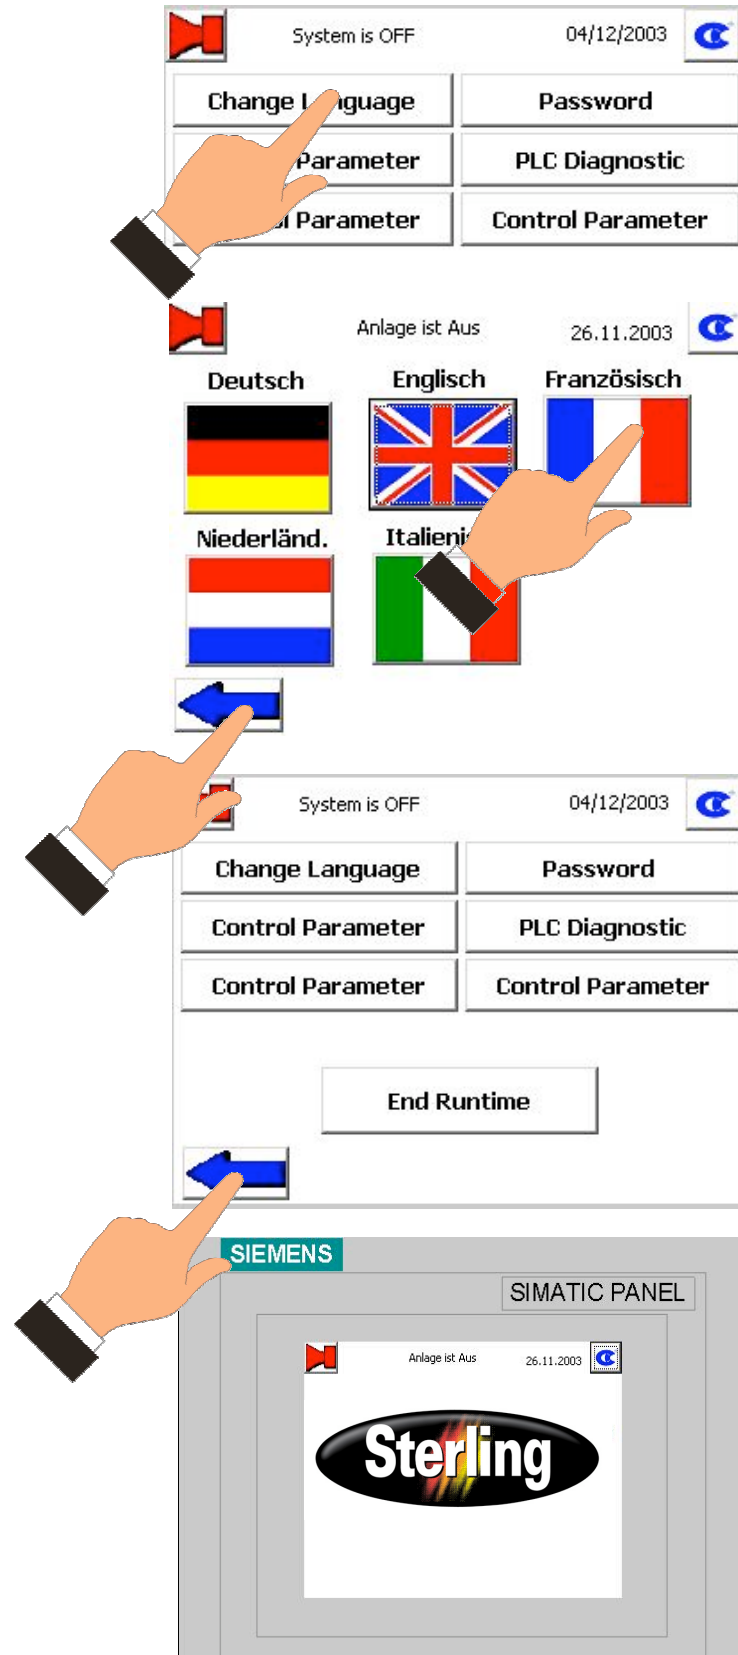 System is OFF 04/12/2003
Change Language Password
Parameter PLC Diagnostic
Parameter Control Parameter
Anlage ist Aus 26.11.2003
Deutsch Englisch Französisch
Niederländ. Italieni
System is OFF 04/12/2003
Change Language Password
Control Parameter PLC Diagnostic
Control Parameter Control Parameter
End Runtime
SIEMENS
SIMATIC PANEL
Anlage ist Aus 26.11.2003
Sterling